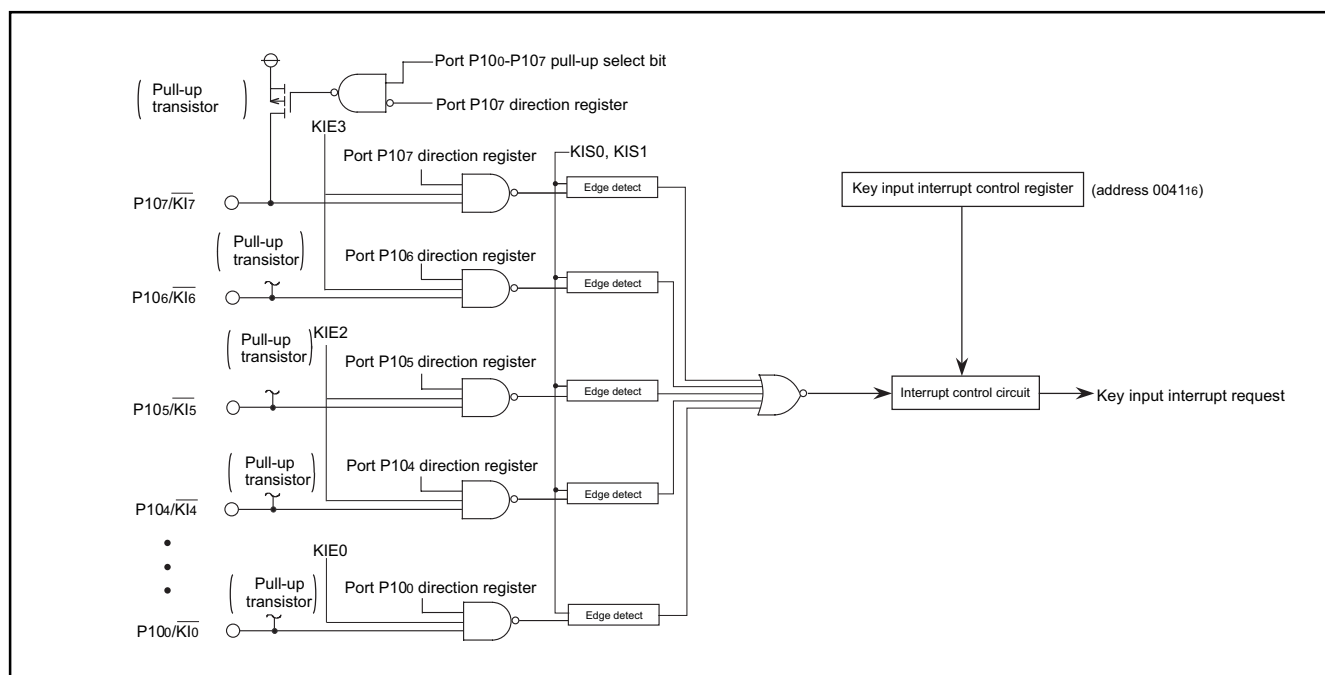 Port P100-P107 pull-up select bit
( Pull-up
transistor )
Port P107 direction register
KIE3
Port P107 direction register
KIS0, KIS1
Edge detect
P107/KI7
Key input interrupt control register
(address 004116)
( Pull-up
transistor )
Port P106 direction register
Edge detect
P106/KI6
( Pull-up
transistor )
KIE2
Port P105 direction register
Edge detect
P105/KI5
Interrupt control circuit
Key input interrupt request
( Pull-up
transistor )
Port P104 direction register
Edge detect
P104/KI4
KIE0
( Pull-up
transistor )
Port P100 direction register
Edge detect
P100/KI0